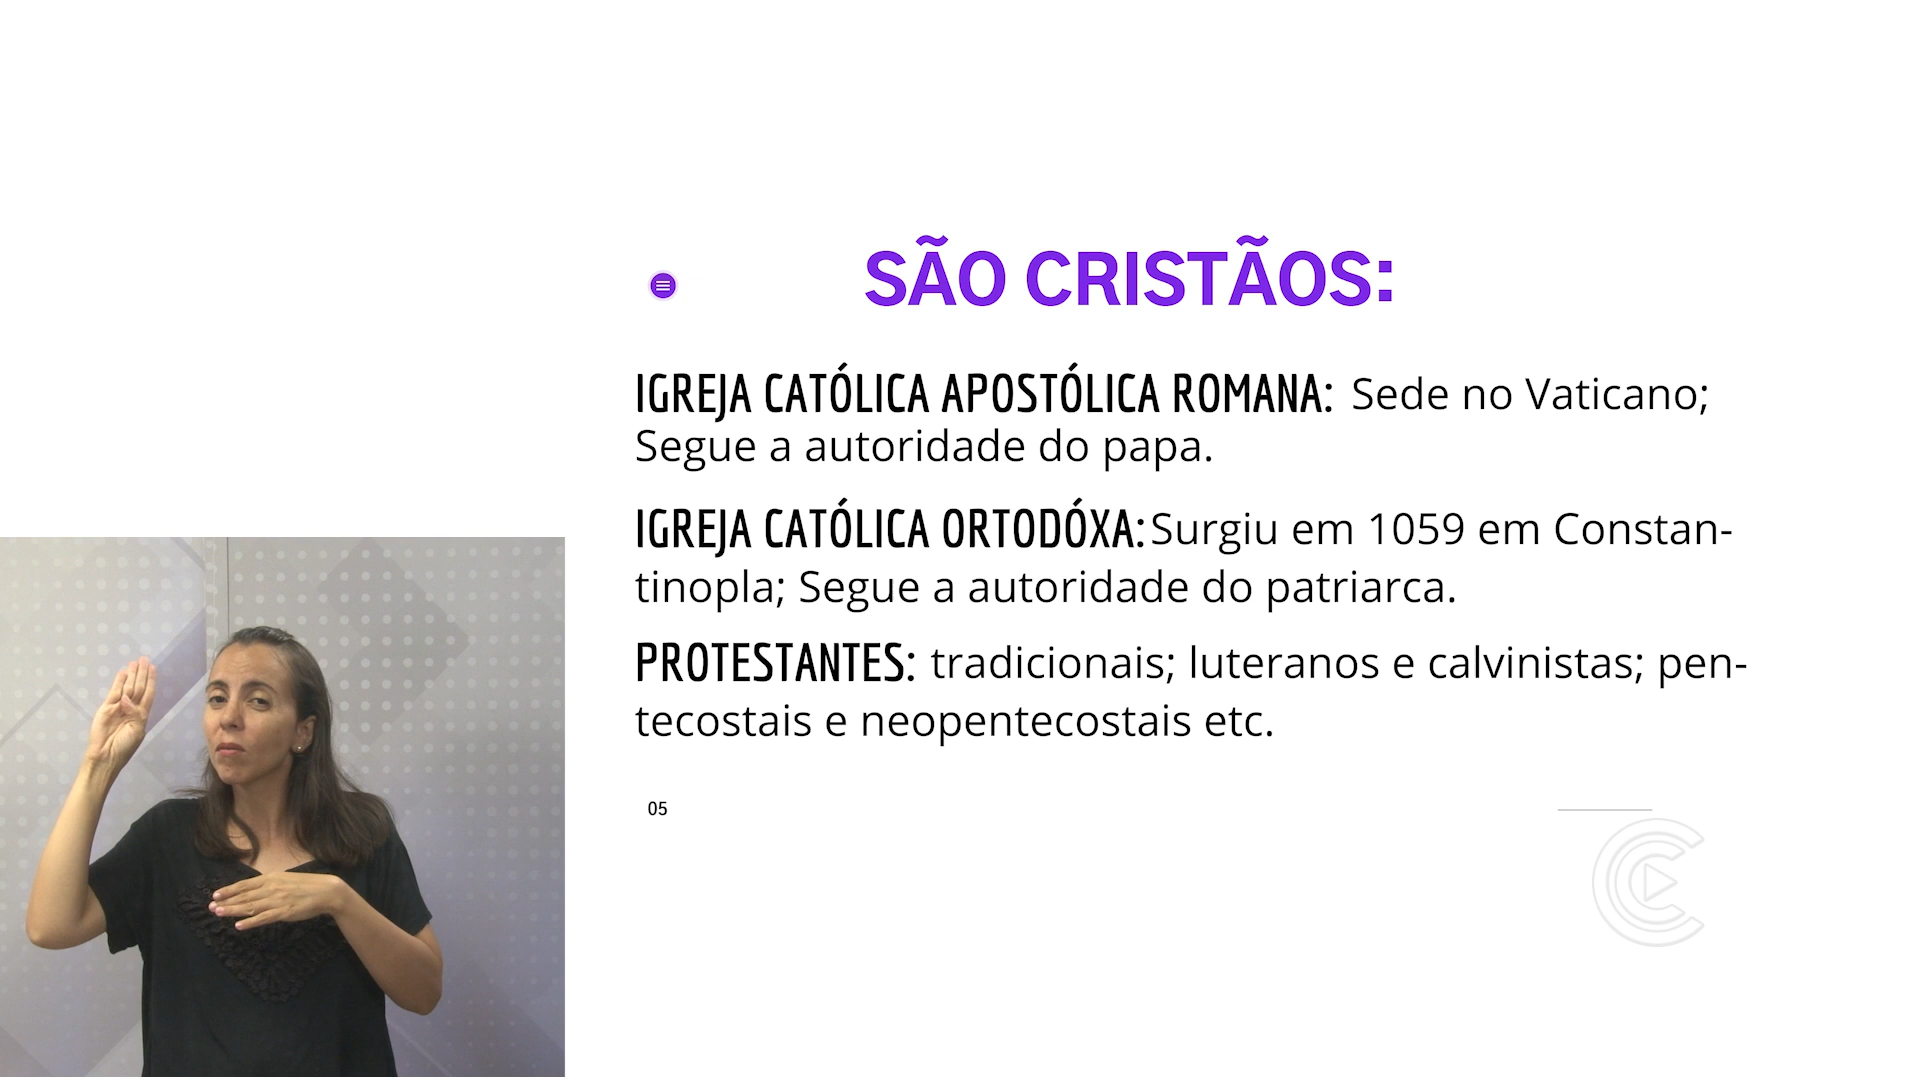 SÃO CRISTÃOS:
IGREJA CATÓLICA APOSTÓLICA ROMANA: Sede no Vaticano;
Segue a autoridade do papa.
IGREJA CATÓLICA ORTODÓXA: Surgiu em 1059 em Constan-
tinopla; Segue a autoridade do patriarca.
PROTESTANTES: tradicionais; luteranos e calvinistas; pen-
tecostais e neopentecostais etc.
05